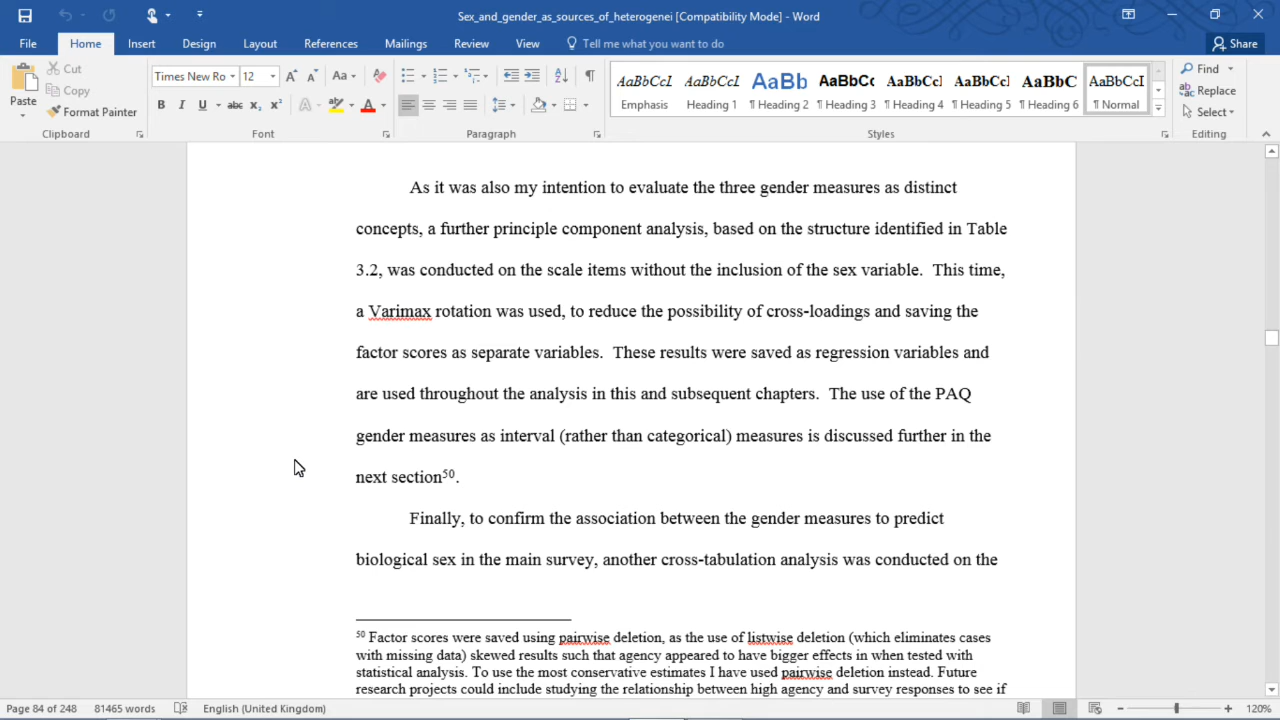 Sex_and_gender_as_sources_of_heterogenei [Compatibility Mode] - Word
File Home Insert Design Layout References Mailings Review View Tell me what you want to do Share
Cut
Copy
Format Painter
Paste
Clipboard
Times New Ro 12
Font
Paragraph
AaBbCcI AaBbCcI AaBb AaBbCc AaBbCcI AaBbCcI AaBbC AaBbCcI
Emphasis Heading 1 ¶ Heading 2 ¶ Heading 3 ¶ Heading 4 ¶ Heading 5 ¶ Heading 6 ¶ Normal
Styles
Find
Replace
Select
Editing
As it was also my intention to evaluate the three gender measures as distinct
concepts, a further principle component analysis, based on the structure identified in Table
3.2, was conducted on the scale items without the inclusion of the sex variable. This time,
a Varimax rotation was used, to reduce the possibility of cross-loadings and saving the
factor scores as separate variables. These results were saved as regression variables and
are used throughout the analysis in this and subsequent chapters. The use of the PAQ
gender measures as interval (rather than categorical) measures is discussed further in the
next section50.
Finally, to confirm the association between the gender measures to predict
biological sex in the main survey, another cross-tabulation analysis was conducted on the
50 Factor scores were saved using pairwise deletion, as the use of listwise deletion (which eliminates cases
with missing data) skewed results such that agency appeared to have bigger effects in when tested with
statistical analysis. To use the most conservative estimates I have used pairwise deletion instead. Future
research projects could include studying the relationship between high agency and survey responses to see if
Page 84 of 248 81465 words English (United Kingdom) 120%